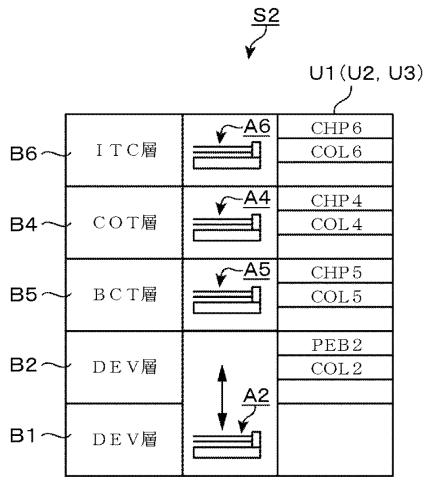 S2
U1(U2, U3)
B6 ITC層 A6 CHP6
COL6
B4 COT層 A4 CHP4
COL4
B5 BCT層 A5 CHP5
COL5
B2 DEV層 PEB2
COL2
B1 DEV層 A2